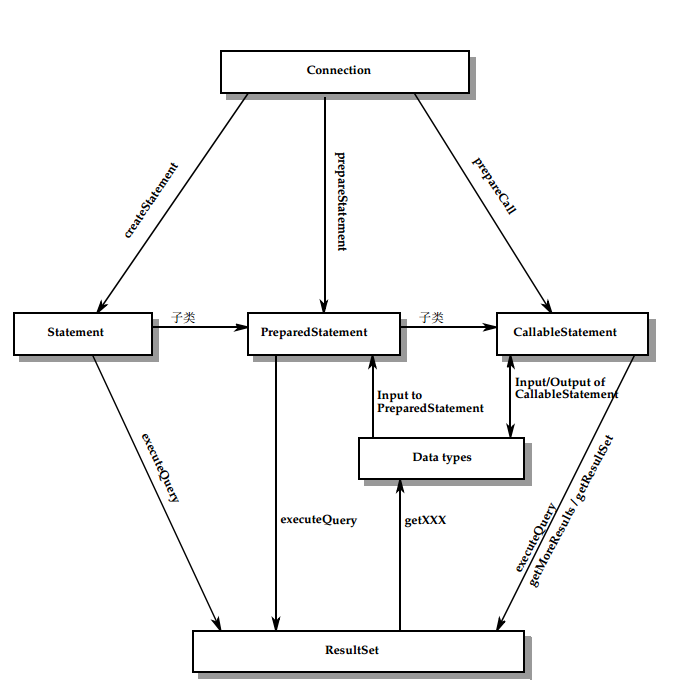 Connection
createStatement
prepareStatement
prepareCall
Statement
子类
PreparedStatement
子类
CallableStatement
Input to
PreparedStatement
Input/Output of
CallableStatement
Data types
executeQuery
executeQuery
getXXX
executeQuery
getMoreResults / getResultSet
ResultSet